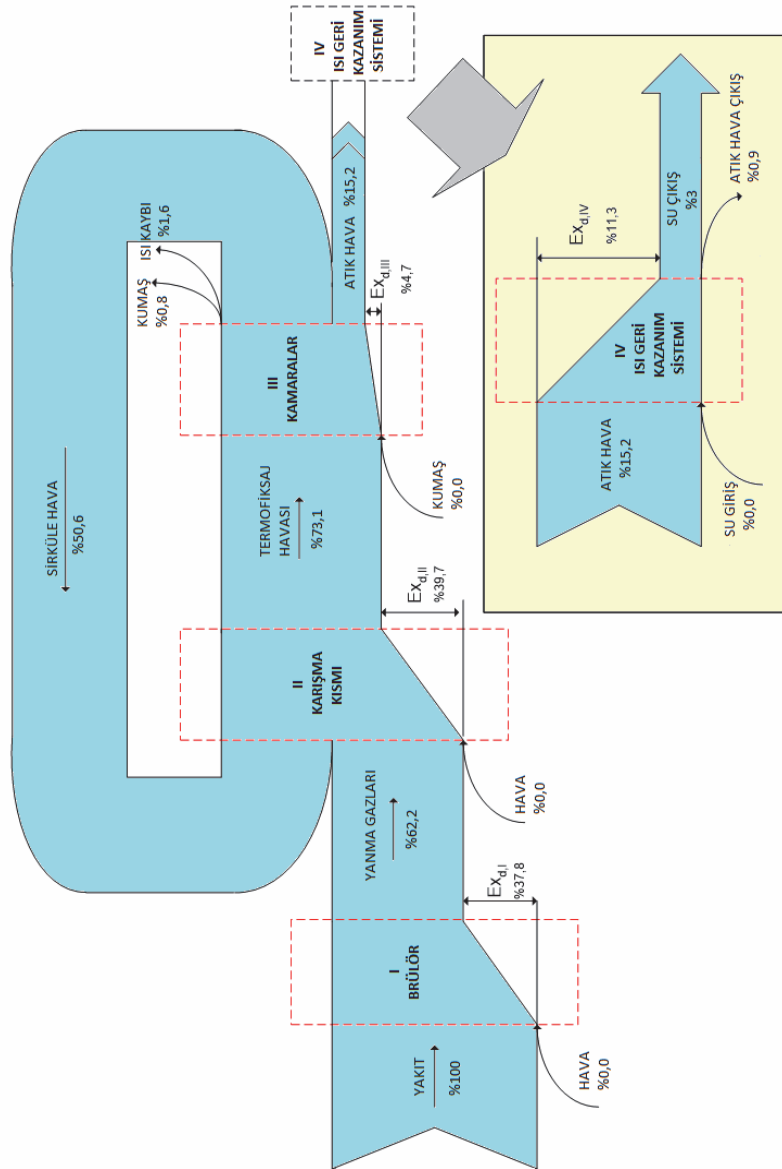 SİRKÜLE HAVA
%50,6
KUMAŞ
%0,8
ISI KAYBI
%1,6
IV
ISI GERİ
KAZANIM
SİSTEMİ
YAKIT
%100
HAVA
%0,0
I
BRÜLÖR
Ex_d,I
%37,8
YANMA GAZLARI
%62,2
HAVA
%0,0
II
KARIŞMA
KISMI
Ex_d,II
%39,7
TERMOFİKSAJ
HAVASI
%73,1
KUMAŞ
%0,0
III
KAMARALAR
Ex_d,III
%4,7
ATIK HAVA %15,2
ATIK HAVA
%15,2
SU GİRİŞ
%0,0
IV
ISI GERİ
KAZANIM
SİSTEMİ
Ex_d,IV
%11,3
SU ÇIKIŞ
%3
ATIK HAVA ÇIKIŞ
%0,9